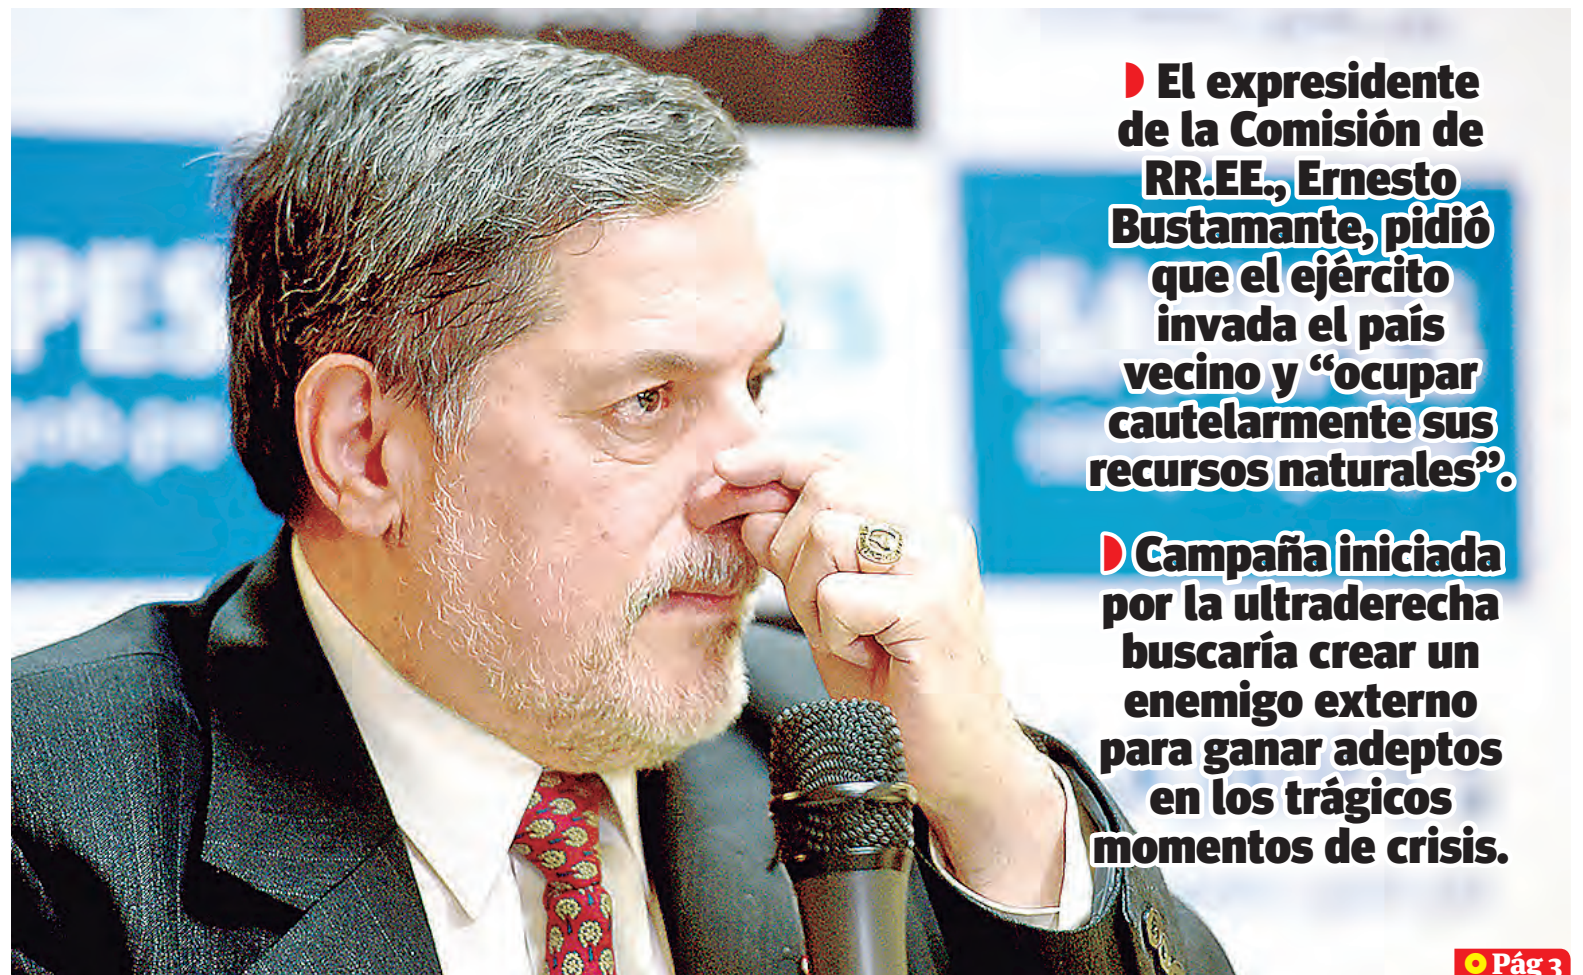 El expresidente
de la Comisión de
RR.EE., Ernesto
Bustamante, pidió
que el ejército
invada el país
vecino y “ocupar
cautelarmente sus
recursos naturales”.
Campaña iniciada
por la ultraderecha
buscaría crear un
enemigo externo
para ganar adeptos
en los trágicos
momentos de crisis.
Pág 3
PES